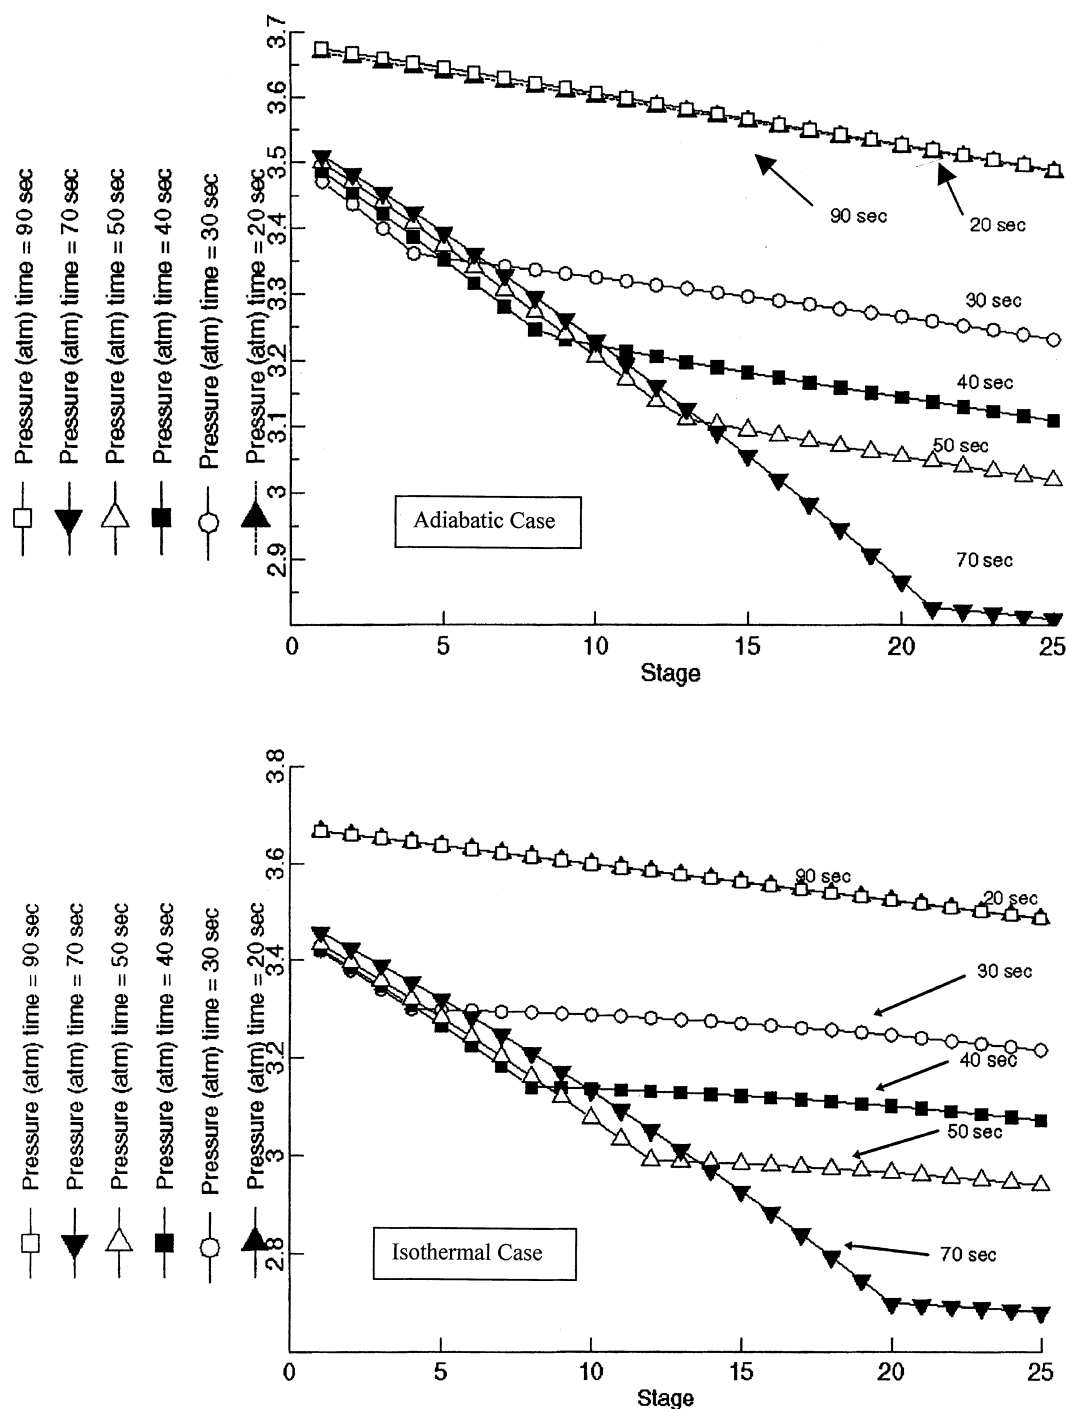 Pressure (atm) time = 90 sec
Pressure (atm) time = 70 sec
Pressure (atm) time = 50 sec
Pressure (atm) time = 40 sec
Pressure (atm) time = 30 sec
Pressure (atm) time = 20 sec
3.7
3.6
3.5
3.4
3.3
3.2
3.1
3
2.9
90 sec
20 sec
30 sec
40 sec
50 sec
70 sec
Adiabatic Case
0
5
10
15
20
25
Stage
Pressure (atm) time = 90 sec
Pressure (atm) time = 70 sec
Pressure (atm) time = 50 sec
Pressure (atm) time = 40 sec
Pressure (atm) time = 30 sec
Pressure (atm) time = 20 sec
3.8
3.6
3.4
3.2
3
2.8
90 sec
20 sec
30 sec
40 sec
50 sec
70 sec
Isothermal Case
0
5
10
15
20
25
Stage